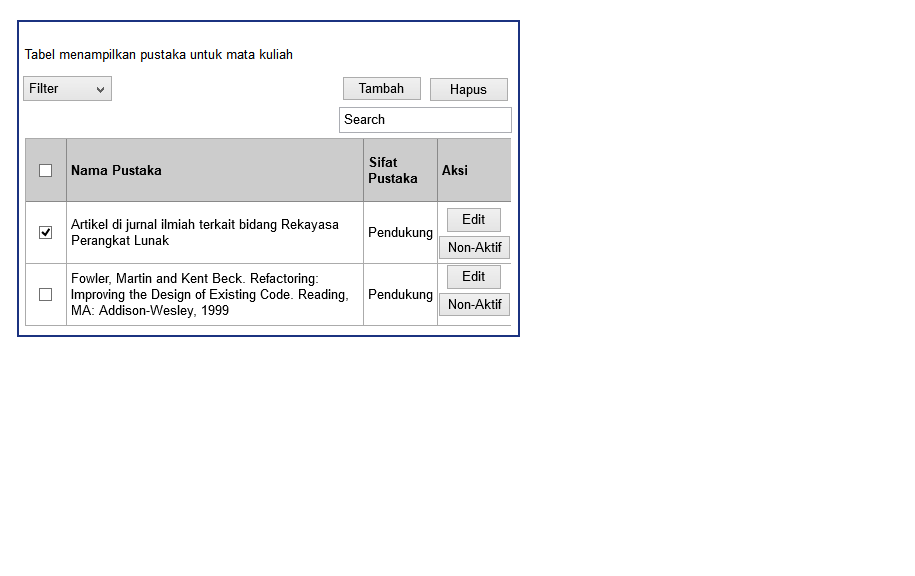 Tabel menampilkan pustaka untuk mata kuliah
Filter
Tambah
Hapus
Search
Nama Pustaka
Sifat
Pustaka
Aksi
Artikel di jurnal ilmiah terkait bidang Rekayasa
Perangkat Lunak
Pendukung
Edit
Non-Aktif
Fowler, Martin and Kent Beck. Refactoring:
Improving the Design of Existing Code. Reading,
MA: Addison-Wesley, 1999
Pendukung
Edit
Non-Aktif